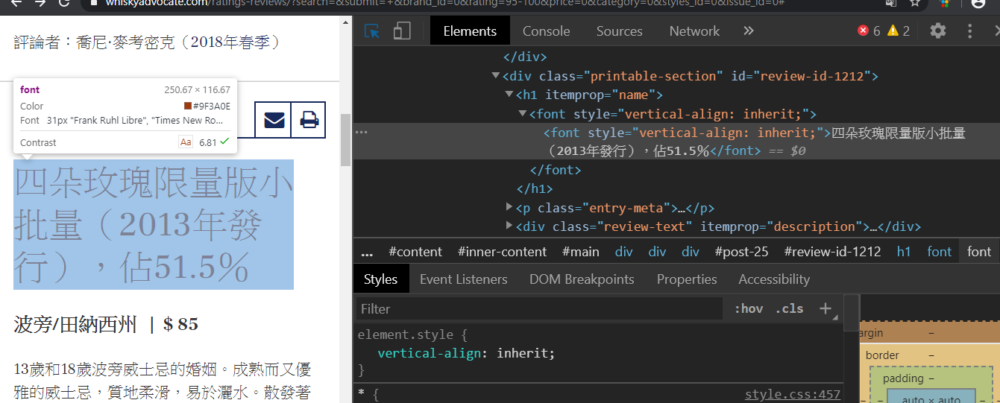 whiskyadvocate.com/ratings-reviews/?search=&submit=+&brand_id=0&rating=95-100&price=0&category=0&styles_id=0&issue_id=0#
評論者：喬尼·麥考密克（2018年春季）
font 250.67 × 116.67
Color #9F3A0E
Font 31px "Frank Ruhl Libre", "Times New Ro...
Contrast Aa 6.81
四朵玫瑰限量版小
批量（2013年發
行），佔51.5％
波旁/田納西州 | $ 85
13歲和18歲波旁威士忌的婚姻。成熟而又優
雅的威士忌，質地柔滑，易於灑水。散發著
Elements Console Sources Network » 6 2
</div>
<div class="printable-section" id="review-id-1212">
<h1 itemprop="name">
<font style="vertical-align: inherit;">
<font style="vertical-align: inherit;">四朵玫瑰限量版小批量
（2013年發行），佔51.5％</font> == $0
</font>
</h1>
<p class="entry-meta">…</p>
<div class="review-text" itemprop="description">…</div>
... #content #inner-content #main div div div #post-25 #review-id-1212 h1 font font
Styles Event Listeners DOM Breakpoints Properties Accessibility
Filter :hov .cls +
element.style {
vertical-align: inherit;
}
* { style.css:457
argin –
border –
padding –
– – auto × auto – –